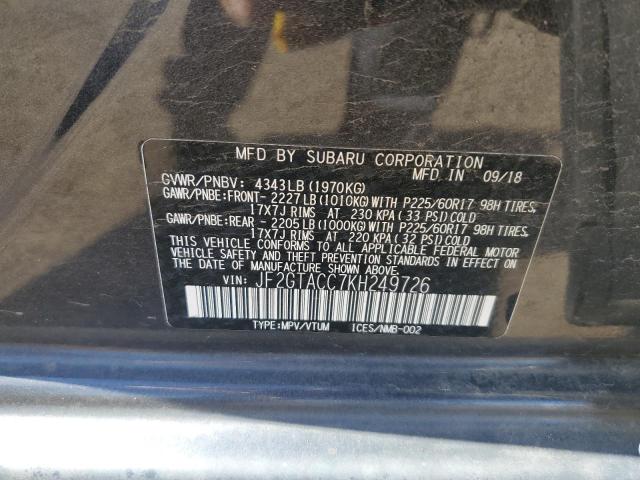 MFD BY SUBARU CORPORATION
GVWR/PNBV: 4343LB (1970KG) MFD. IN 09/18
GAWR/PNBE:FRONT-2227LB(1010KG)WITH P225/60R17 98H TIRES,
17X7J RIMS AT 230 KPA (33 PSI)COLD
GAWR/PNBE:REAR-2205LB(1000KG)WITH P225/60R17 98H TIRES,
17X7J RIMS AT 220 KPA (32 PSI)COLD
THIS VEHICLE CONFORMS TO ALL APPLICABLE FEDERAL MOTOR
VEHICLE SAFETY AND THEFT PREVENTION STANDARDS IN EFFECT
ON THE DATE OF MANUFACTURE SHOWN ABOVE.
VIN: JF2GTACC7KH249726
TYPE:MPV/VTUM ICES/NMB-002